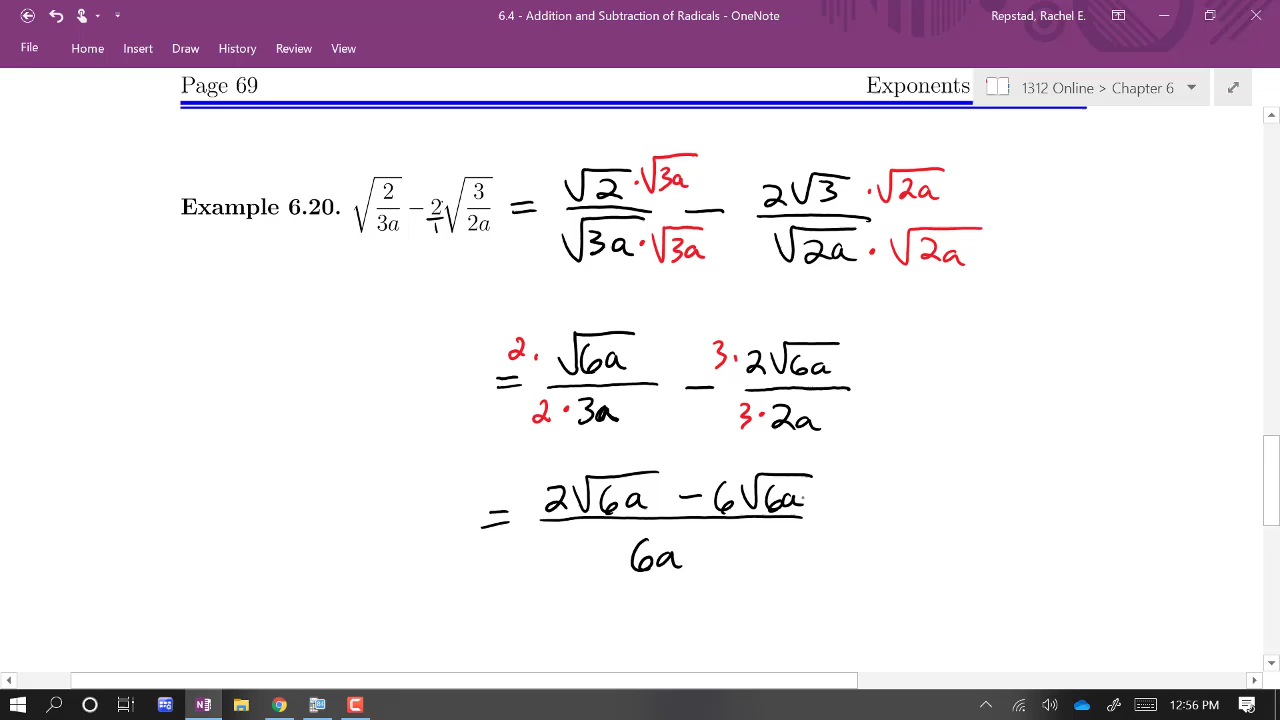 6.4 - Addition and Subtraction of Radicals - OneNote
Repstad, Rachel E.
File Home Insert Draw History Review View
Page 69 Exponents
1312 Online > Chapter 6
Example 6.20. √(2/3a) − 2/1 √(3/2a) = √2·√3a / √3a·√3a − 2√3·√2a / √2a·√2a
= 2·√6a / 2·3a − 3·2√6a / 3·2a
= 2√6a − 6√6a / 6a
12:56 PM